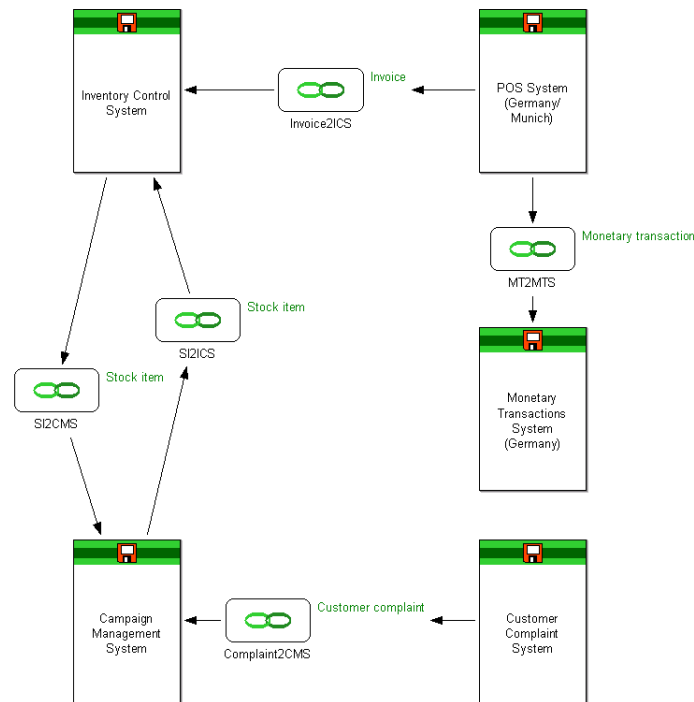 Inventory Control
System
Invoice
Invoice2ICS
POS System
(Germany/
Munich)
Monetary transaction
MT2MTS
Stock item
SI2ICS
Stock item
SI2CMS
Monetary
Transactions
System
(Germany)
Campaign
Management
System
Customer complaint
Complaint2CMS
Customer
Complaint
System